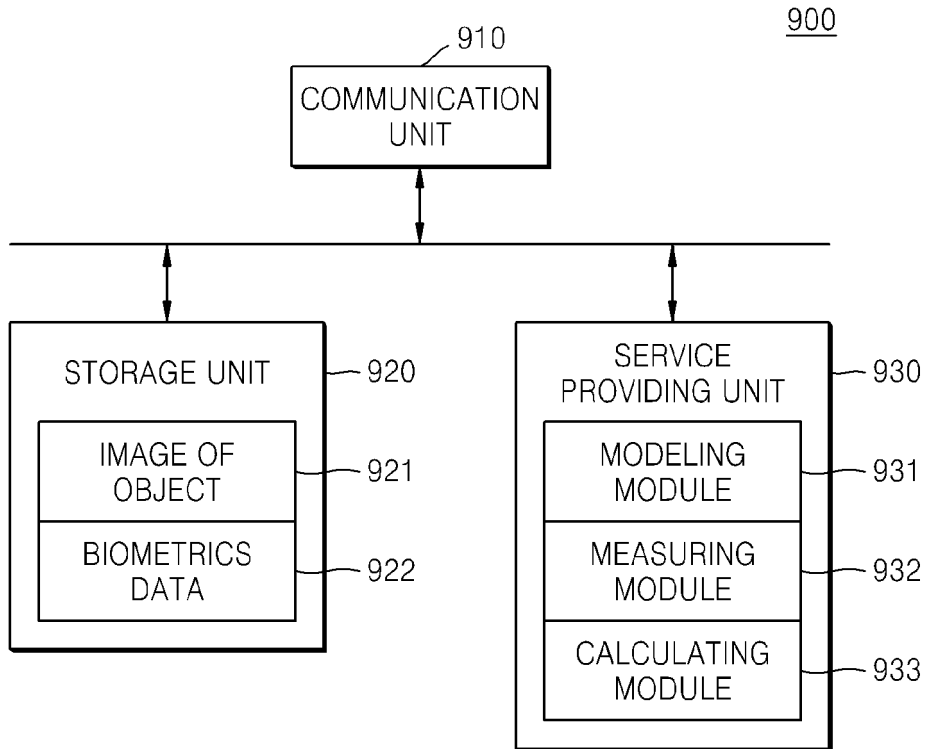 900
910
COMMUNICATION
UNIT
STORAGE UNIT
920
IMAGE OF
OBJECT
921
BIOMETRICS
DATA
922
SERVICE
PROVIDING UNIT
930
MODELING
MODULE
931
MEASURING
MODULE
932
CALCULATING
MODULE
933